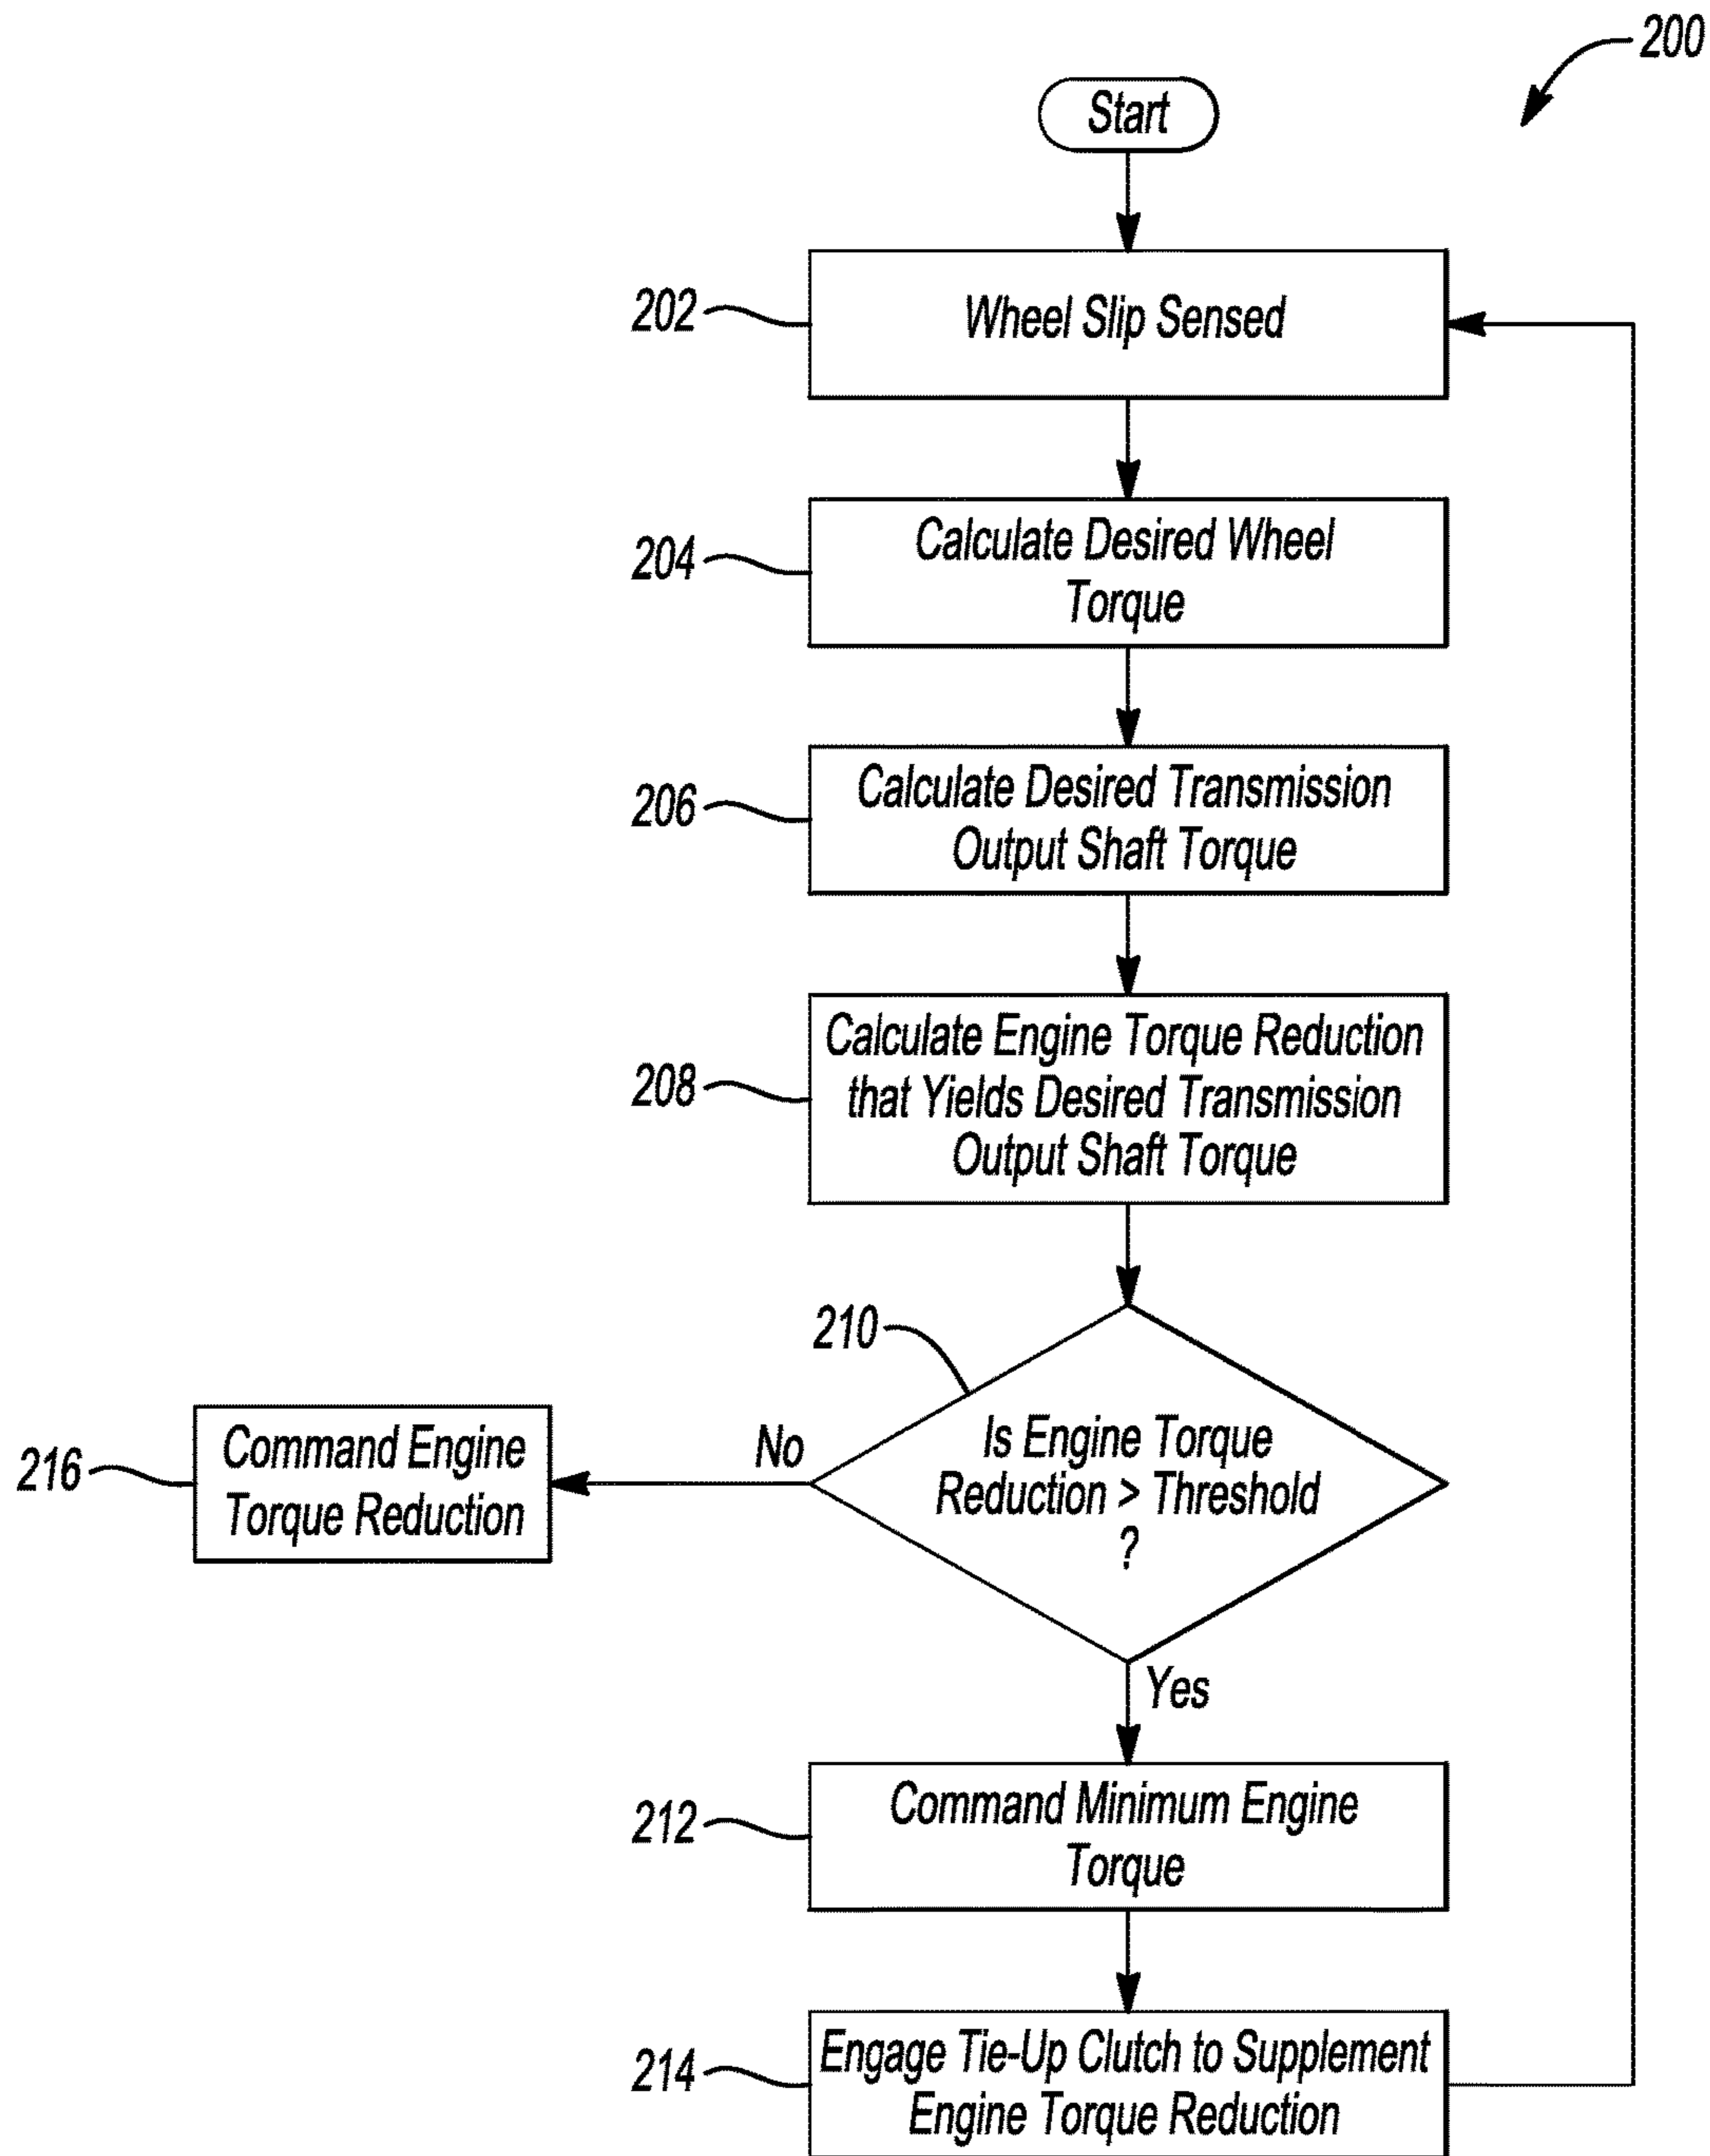 200
Start
202
Wheel Slip Sensed
204
Calculate Desired Wheel
Torque
206
Calculate Desired Transmission
Output Shaft Torque
208
Calculate Engine Torque Reduction
that Yields Desired Transmission
Output Shaft Torque
210
Is Engine Torque
Reduction > Threshold
?
No
216
Command Engine
Torque Reduction
Yes
212
Command Minimum Engine
Torque
214
Engage Tie-Up Clutch to Supplement
Engine Torque Reduction